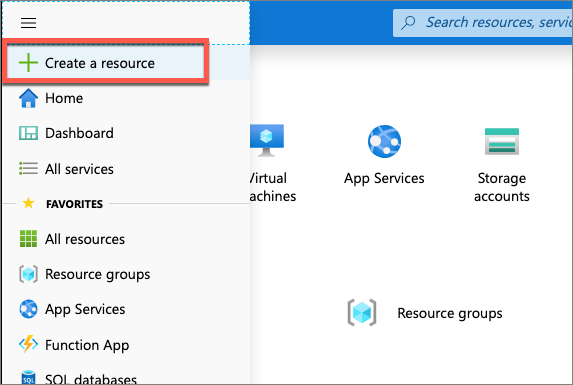 Search resources, servic
Create a resource
Home
Dashboard
All services
FAVORITES
All resources
Resource groups
App Services
Function App
SQL databases
Virtual
machines
App Services
Storage
accounts
Resource groups